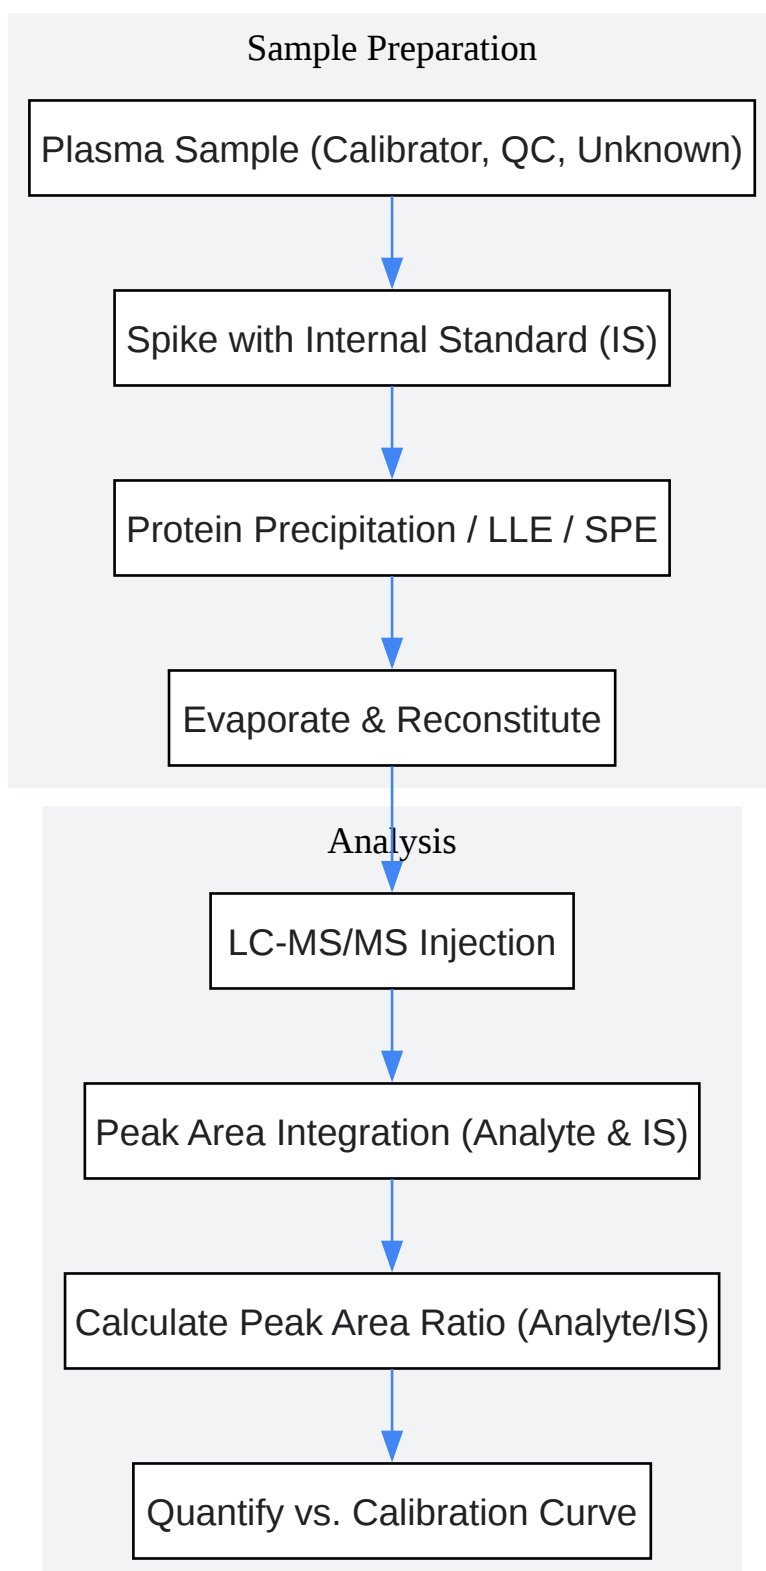 Sample Preparation
Plasma Sample (Calibrator, QC, Unknown)
Spike with Internal Standard (IS)
Protein Precipitation / LLE / SPE
Evaporate & Reconstitute
Analysis
LC-MS/MS Injection
Peak Area Integration (Analyte & IS)
Calculate Peak Area Ratio (Analyte/IS)
Quantify vs. Calibration Curve